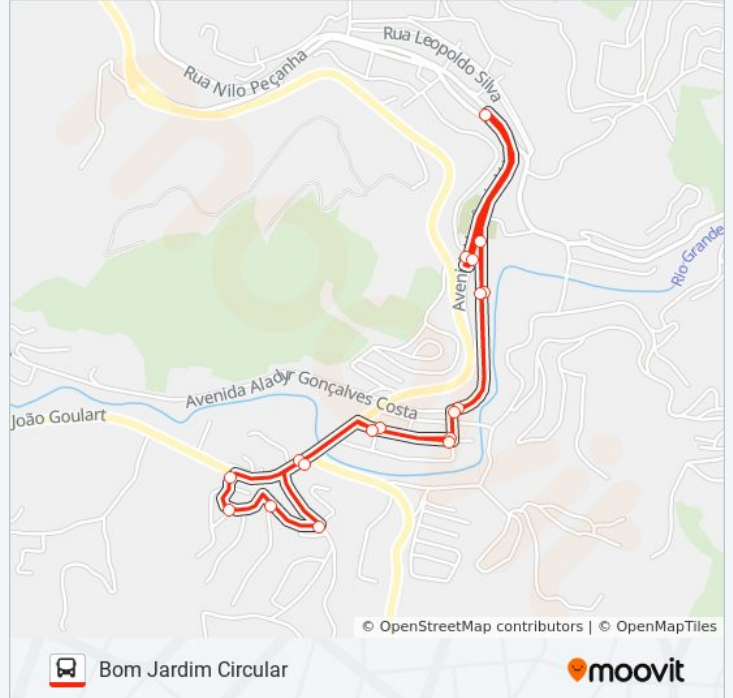 Rua Leopoldo Silva
Rua Nilo Peçanha
Aveni
Rio Grande
Avenida Aladyr Gonçalves Costa
João Goulart
© OpenStreetMap contributors | © OpenMapTiles
Bom Jardim Circular
moovit